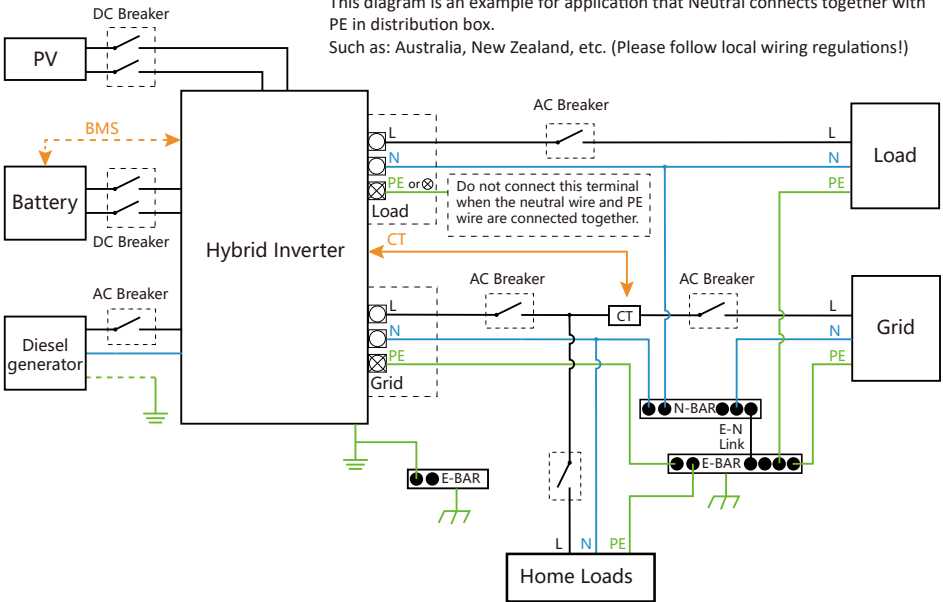 This diagram is an example for application that Neutral connects together with
PE in distribution box.
Such as: Australia, New Zealand, etc. (Please follow local wiring regulations!)
DC Breaker
PV
BMS
Battery
DC Breaker
AC Breaker
Diesel
generator
Hybrid Inverter
L
N
PE or
Load
Do not connect this terminal
when the neutral wire and PE
wire are connected together.
AC Breaker
L
N
PE
Load
CT
AC Breaker
CT
AC Breaker
L
N
PE
Grid
L
N
PE
Grid
N-BAR
E-N
Link
E-BAR
E-BAR
L
N
PE
Home Loads